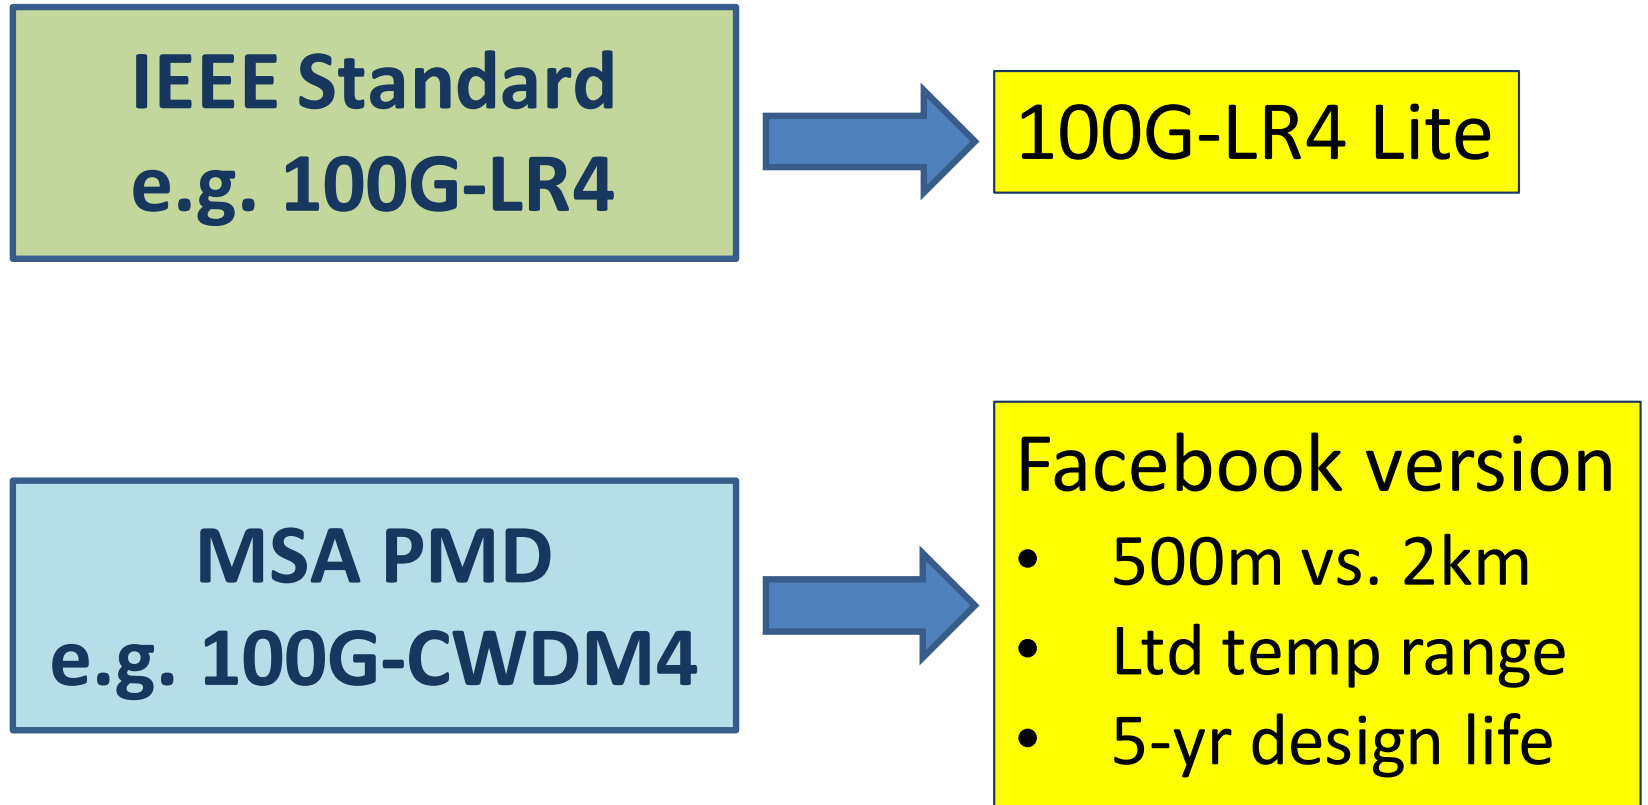 IEEE Standard
e.g. 100G-LR4
100G-LR4 Lite
MSA PMD
e.g. 100G-CWDM4
Facebook version
• 500m vs. 2km
• Ltd temp range
• 5-yr design life